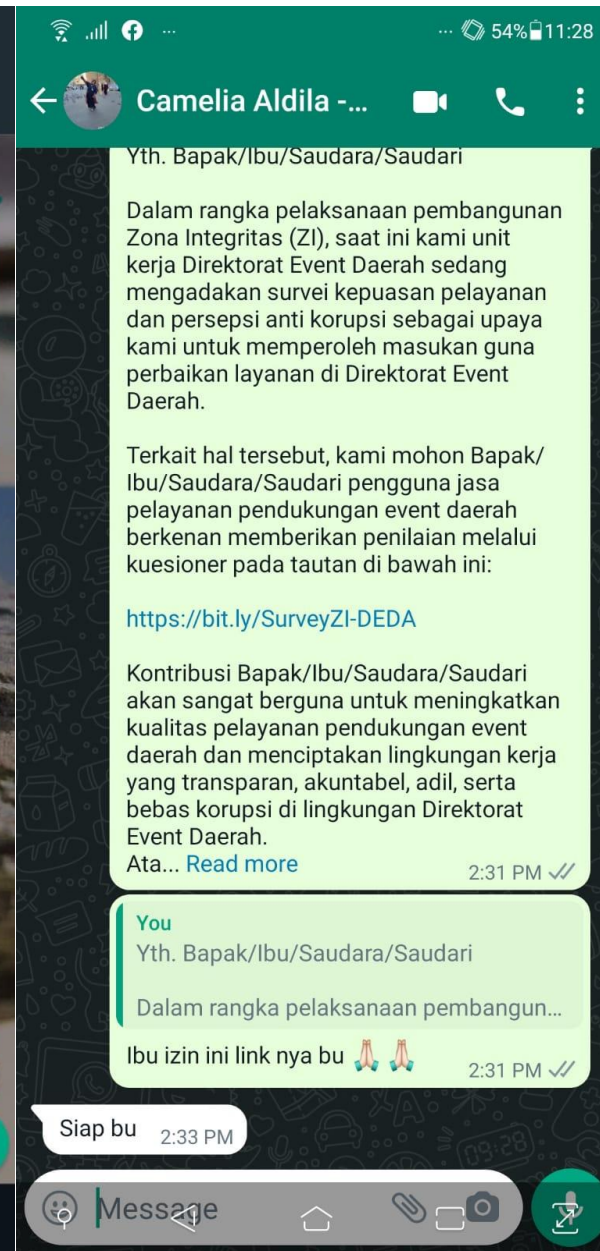 54% 11:28
Camelia Aldila -...
Yth. Bapak/Ibu/Saudara/Saudari
Dalam rangka pelaksanaan pembangunan
Zona Integritas (ZI), saat ini kami unit
kerja Direktorat Event Daerah sedang
mengadakan survei kepuasan pelayanan
dan persepsi anti korupsi sebagai upaya
kami untuk memperoleh masukan guna
perbaikan layanan di Direktorat Event
Daerah.
Terkait hal tersebut, kami mohon Bapak/
Ibu/Saudara/Saudari pengguna jasa
pelayanan pendukungan event daerah
berkenan memberikan penilaian melalui
kuesioner pada tautan di bawah ini:
https://bit.ly/SurveyZI-DEDA
Kontribusi Bapak/Ibu/Saudara/Saudari
akan sangat berguna untuk meningkatkan
kualitas pelayanan pendukungan event
daerah dan menciptakan lingkungan kerja
yang transparan, akuntabel, adil, serta
bebas korupsi di lingkungan Direktorat
Event Daerah.
Ata... Read more
2:31 PM
You
Yth. Bapak/Ibu/Saudara/Saudari
Dalam rangka pelaksanaan pembangun...
Ibu izin ini link nya bu 🙏🏻 🙏🏻
2:31 PM
Siap bu 2:33 PM
Message